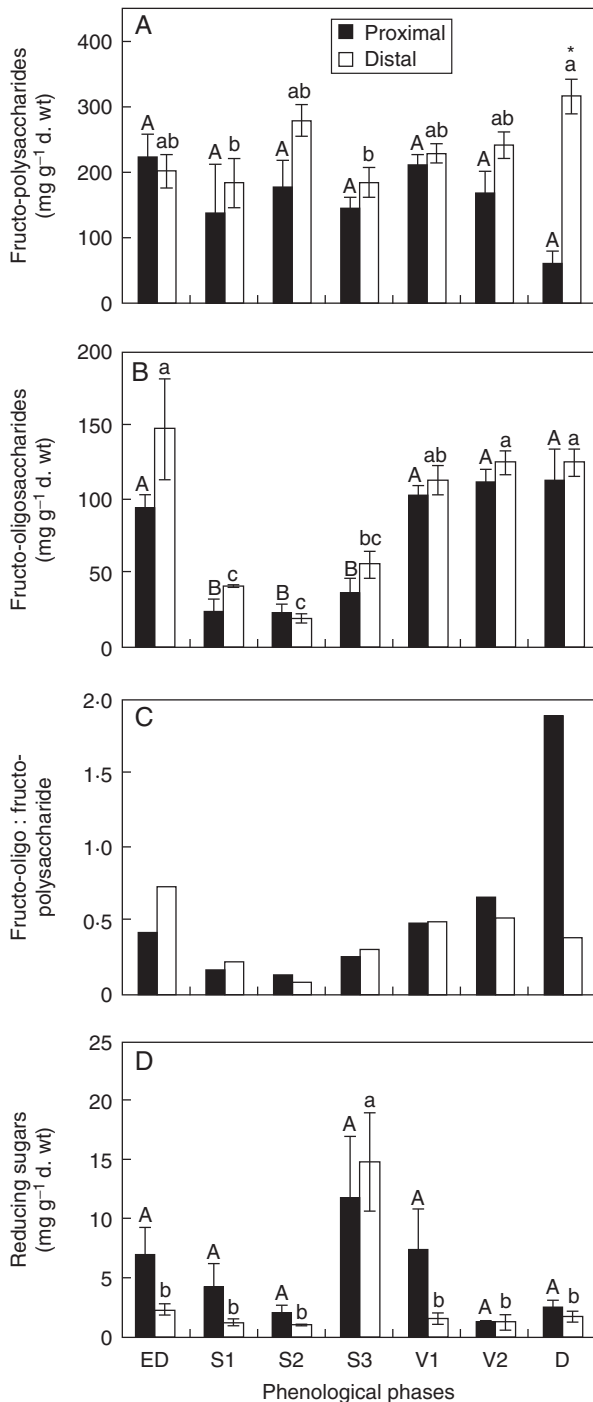 A
Proximal
Distal
Fructo-polysaccharides
(mg g⁻¹ d. wt)
400
300
200
100
0
A ab A b A ab A b A ab A ab A a *
B
Fructo-oligosaccharides
(mg g⁻¹ d. wt)
200
150
100
50
0
A a B c B c B bc A ab A a A a
C
Fructo-oligo : fructo-
polysaccharide
2·0
1·5
1·0
0·5
0
D
Reducing sugars
(mg g⁻¹ d. wt)
25
20
15
10
5
0
A b A b A b A a A b A b A b
ED S1 S2 S3 V1 V2 D
Phenological phases